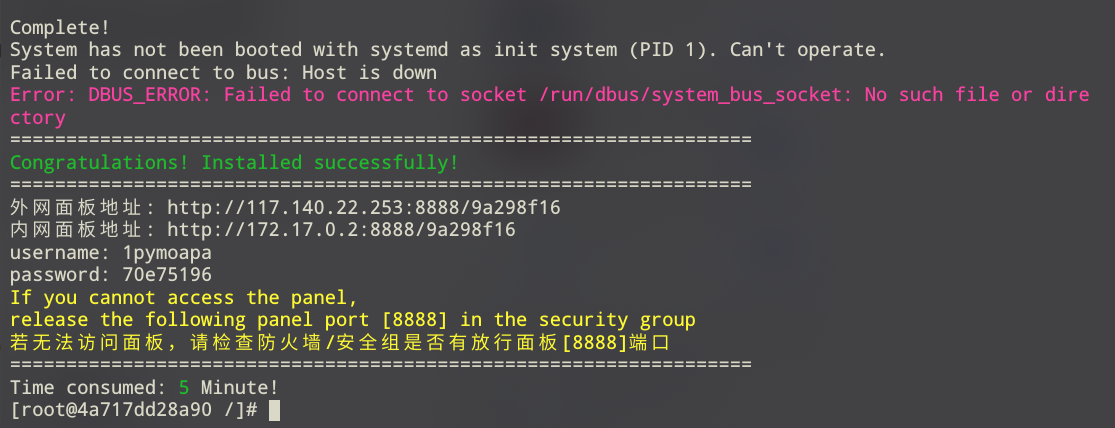 Complete!
System has not been booted with systemd as init system (PID 1). Can't operate.
Failed to connect to bus: Host is down
Error: DBUS_ERROR: Failed to connect to socket /run/dbus/system_bus_socket: No such file or dire
ctory
==================================================================
Congratulations! Installed successfully!
==================================================================
外网面板地址: http://117.140.22.253:8888/9a298f16
内网面板地址: http://172.17.0.2:8888/9a298f16
username: 1pymoapa
password: 70e75196
If you cannot access the panel,
release the following panel port [8888] in the security group
若无法访问面板，请检查防火墙/安全组是否有放行面板[8888]端口
==================================================================
Time consumed: 5 Minute!
[root@4a717dd28a90 /]#